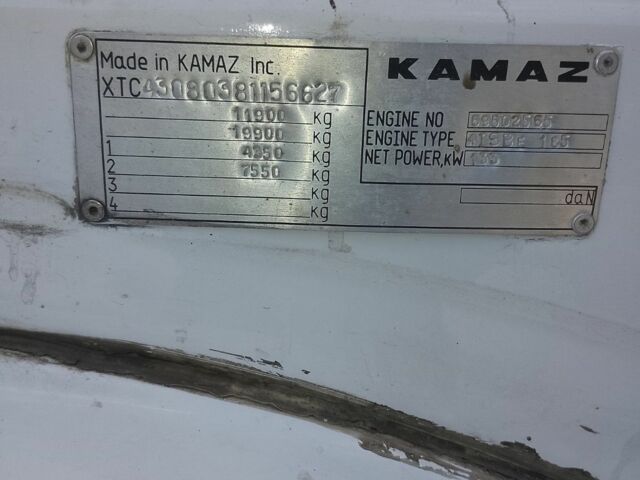 Made in KAMAZ Inc.
XTC43080381156627
11900 kg
19900 kg
1 4350 kg
2 7550 kg
3 kg
4 kg
KAMAZ
ENGINE NO
ENGINE TYPE
NET POWER,KW
daN